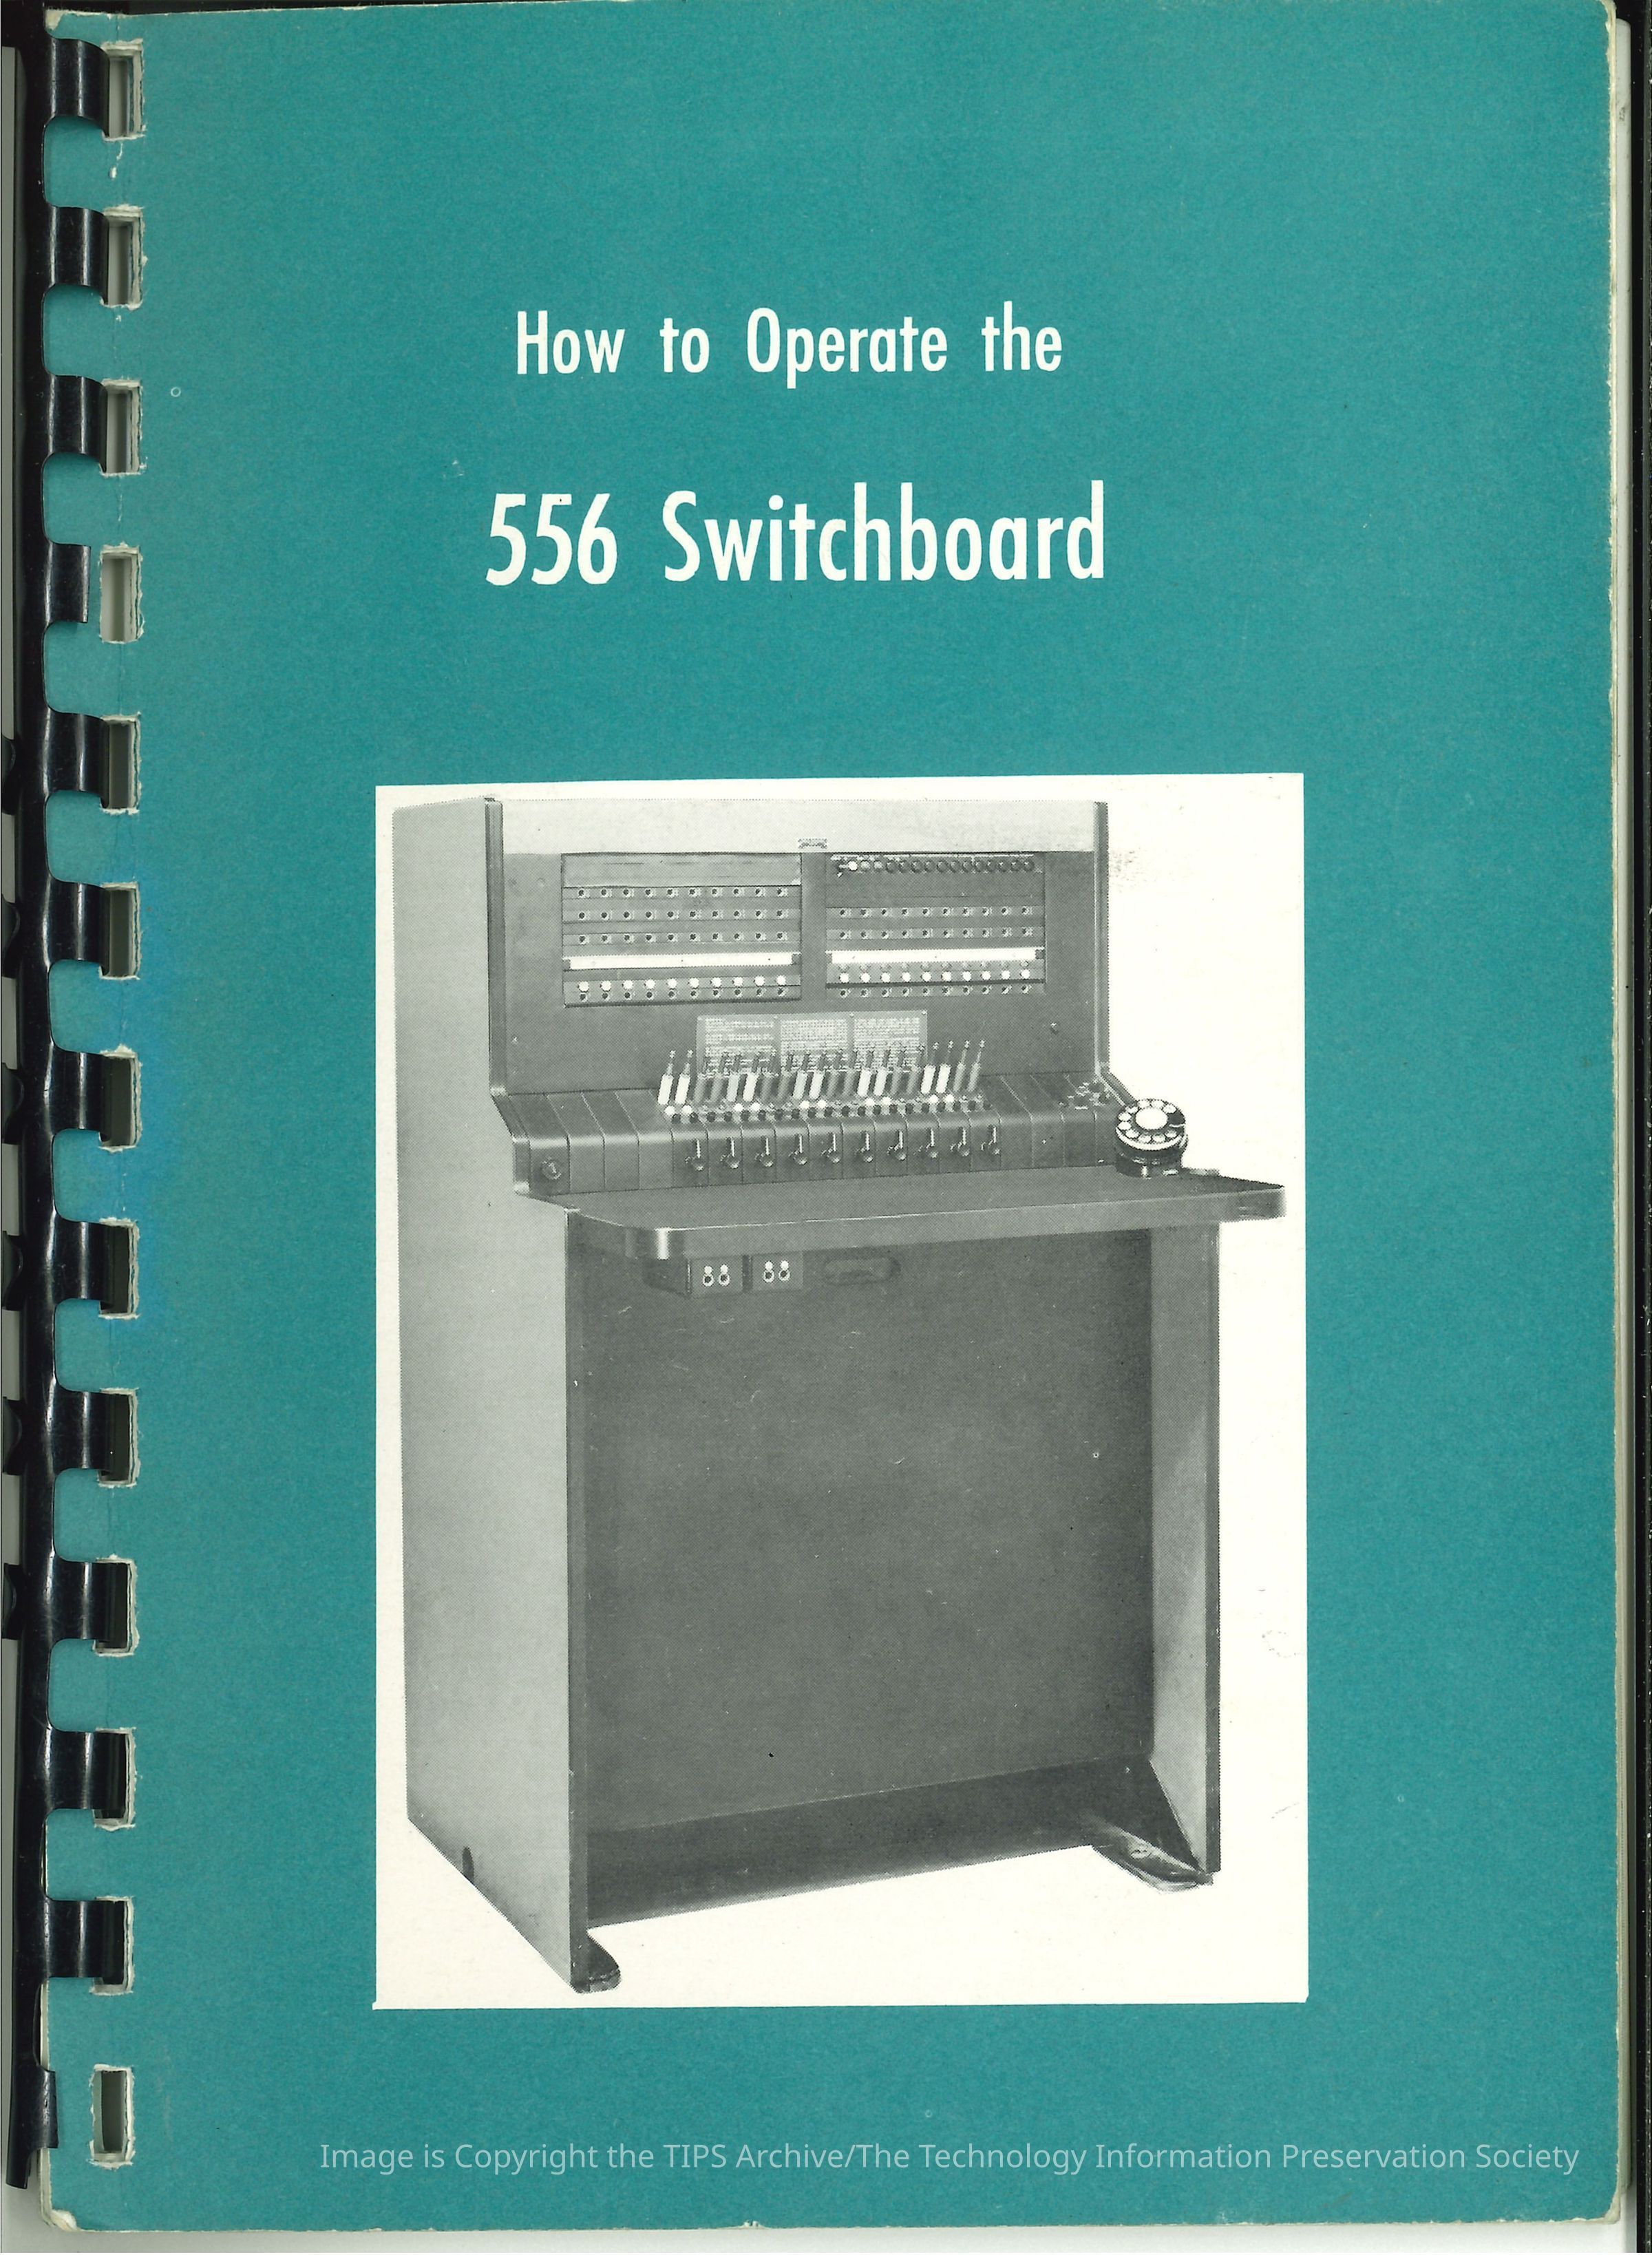 How to Operate the
556 Switchboard
Image is Copyright the TIPS Archive/The Technology Information Preservation Society